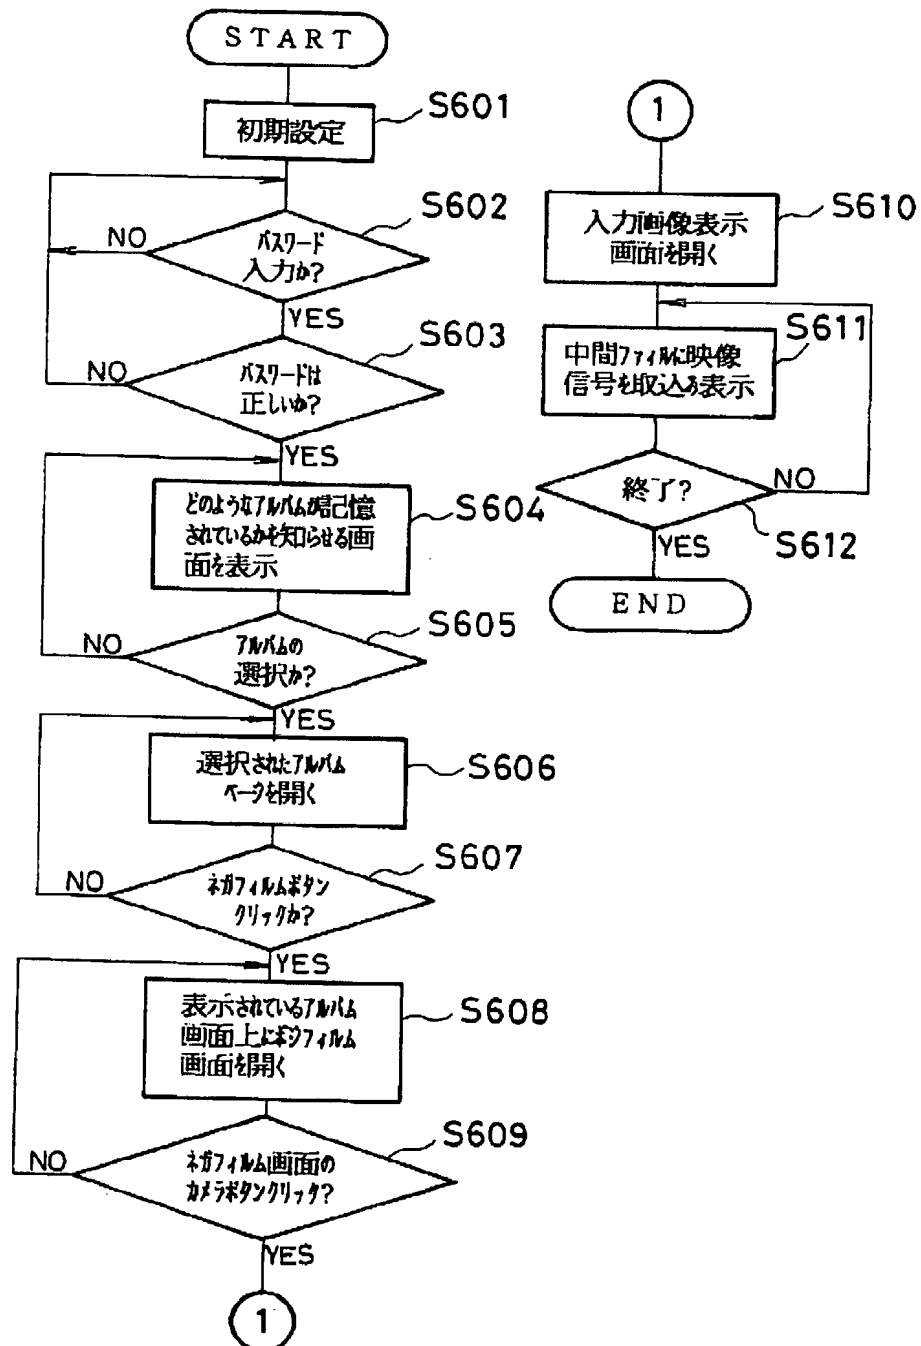 START
初期設定
S601
パスワード
入力か?
S602
NO
YES
パスワードは
正しいか?
S603
NO
YES
どのようなアルバムが記憶
されているかを知らせる画
面を表示
S604
アルバムの
選択か?
S605
NO
YES
選択されたアルバム
ページを開く
S606
ネガフィルムボタン
クリックか?
S607
NO
YES
表示されているアルバム
画面上にポジフィルム
画面を開く
S608
ネガフィルム画面の
カメラボタンクリック?
S609
NO
YES
1
1
入力画像表示
画面を開く
S610
中間ファイルに映像
信号を取込み表示
S611
終了?
NO
S612
YES
END